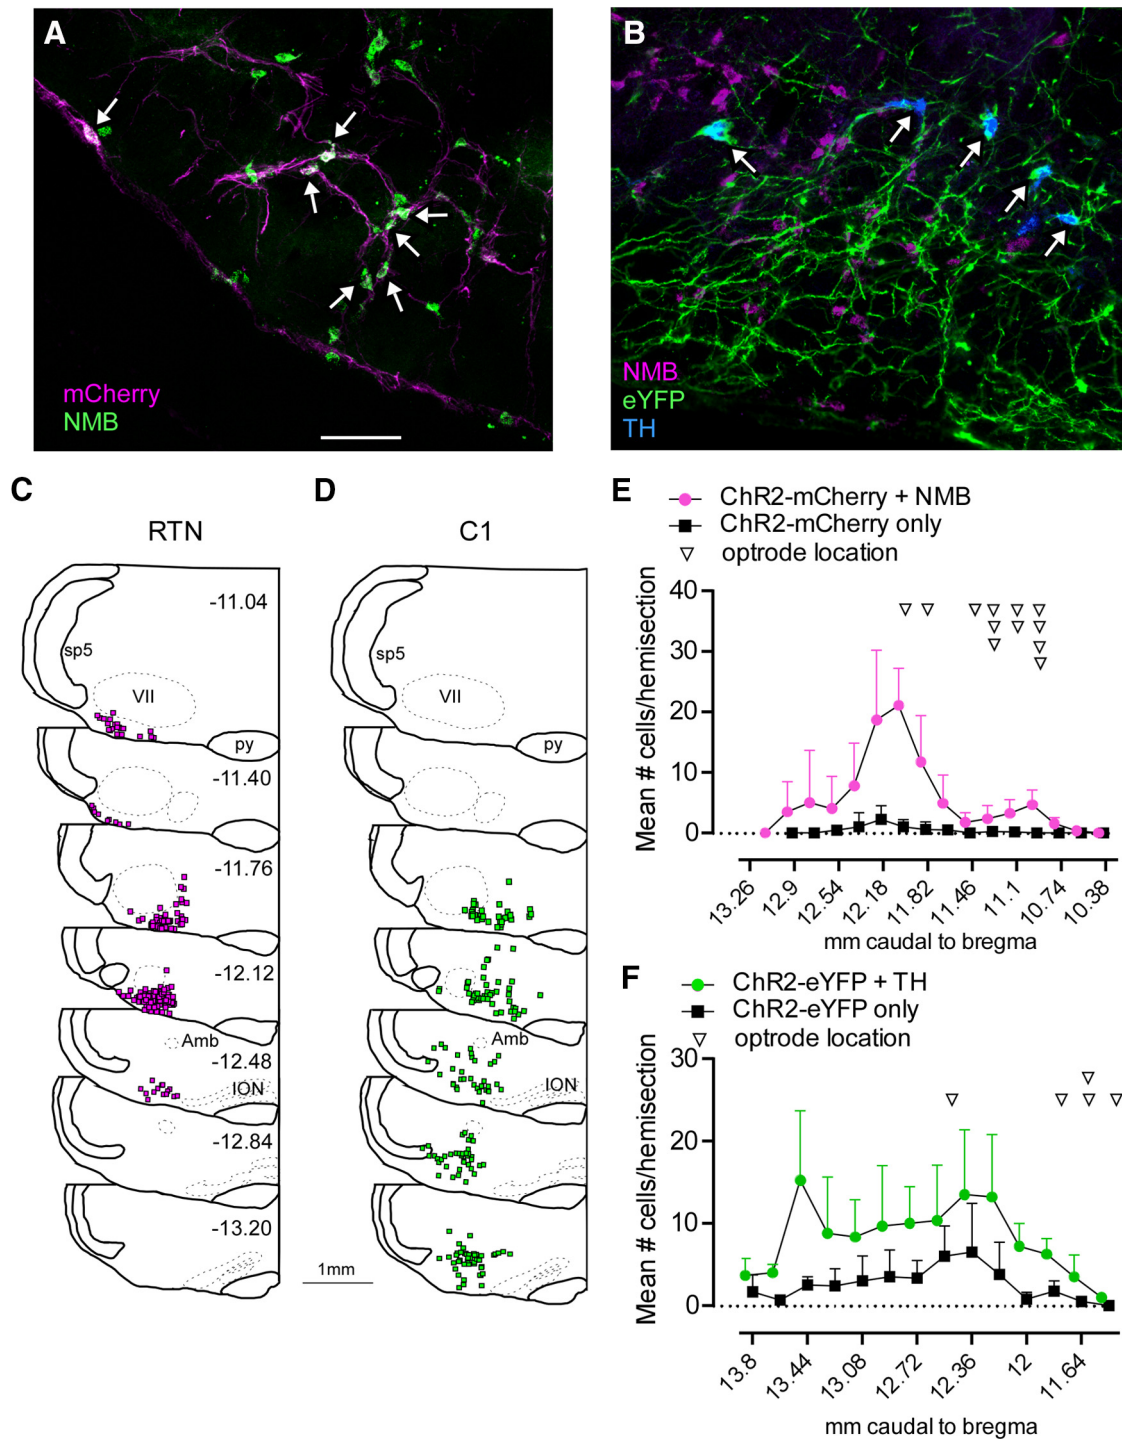 A
mCherry
NMB
B
NMB
eYFP
TH
C
RTN
-11.04
sp5
VII
py
-11.40
-11.76
-12.12
Amb
-12.48
ION
-12.84
-13.20
1mm
D
C1
sp5
VII
py
Amb
ION
E
ChR2-mCherry + NMB
ChR2-mCherry only
optrode location
Mean # cells/hemisection
40
30
20
10
0
13.26
12.9
12.54
12.18
11.82
11.46
11.1
10.74
10.38
mm caudal to bregma
F
ChR2-eYFP + TH
ChR2-eYFP only
optrode location
Mean # cells/hemisection
30
20
10
0
13.8
13.44
13.08
12.72
12.36
12
11.64
mm caudal to bregma